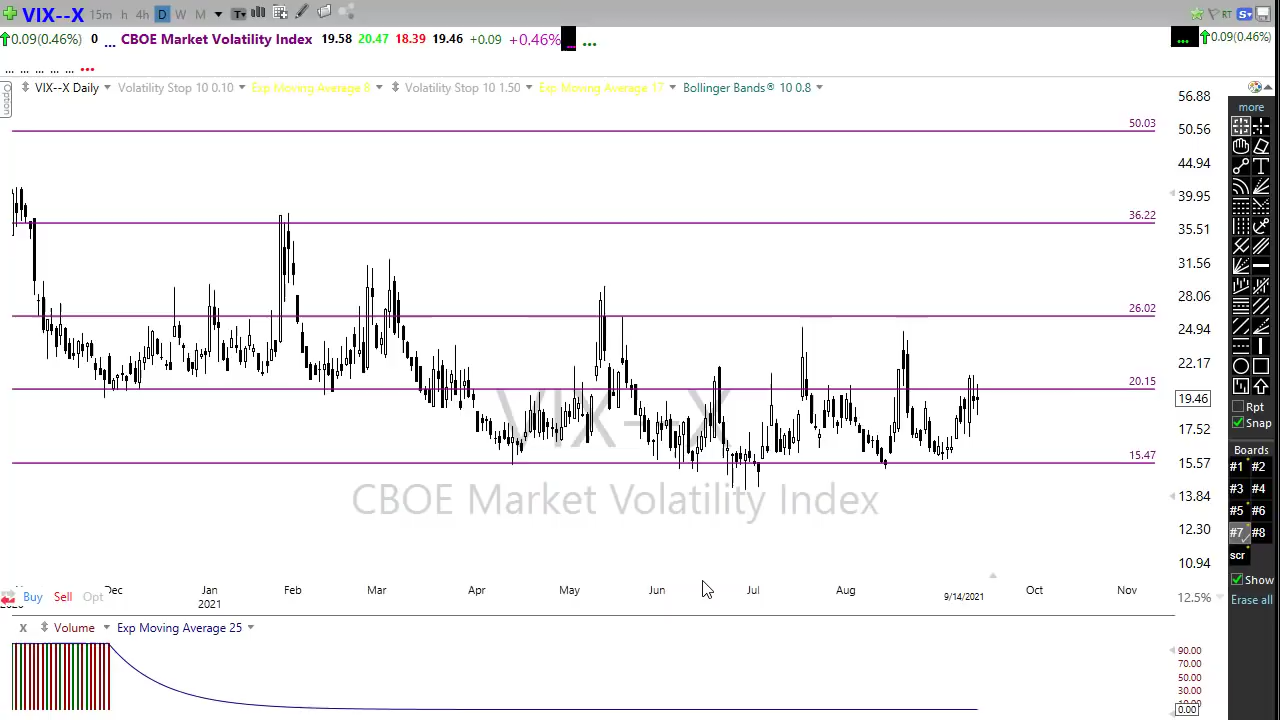 VIX--X 15m h 4h D W M T RT S
0.09(0.46%) 0 ... CBOE Market Volatility Index 19.58 20.47 18.39 19.46 +0.09 +0.46% ... ... ... 0.09(0.46%)
... ... ... ... ... ...
Option
VIX--X Daily Volatility Stop 10 0.10 Exp Moving Average 8 Volatility Stop 10 1.50 Exp Moving Average 17 Bollinger Bands® 10 0.8
56.88
more
50.03
50.56
44.94
39.95
36.22
35.51
31.56
28.06
26.02
24.94
22.17
20.15
19.46
17.52
15.47
15.57
13.84
12.30
10.94
12.5%
VIX--X
CBOE Market Volatility Index
Rpt
Snap
Boards
#1 #2
#3 #4
#5 #6
#7 #8
scr
Show
Erase all
Dec Jan Feb Mar Apr May Jun Jul Aug 9/14/2021 Oct Nov
2021
Buy Sell Opt
X Volume Exp Moving Average 25
90.00
70.00
50.00
30.00
10.00
0.00